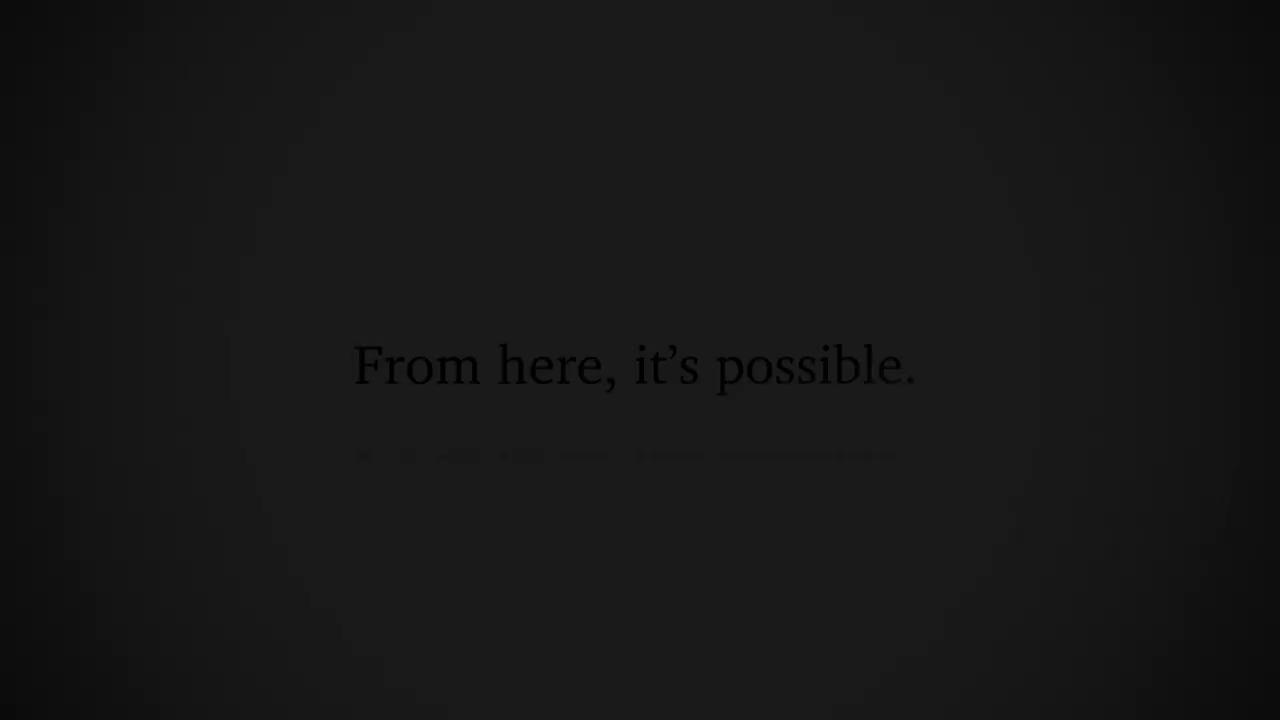 From here, it’s possible.